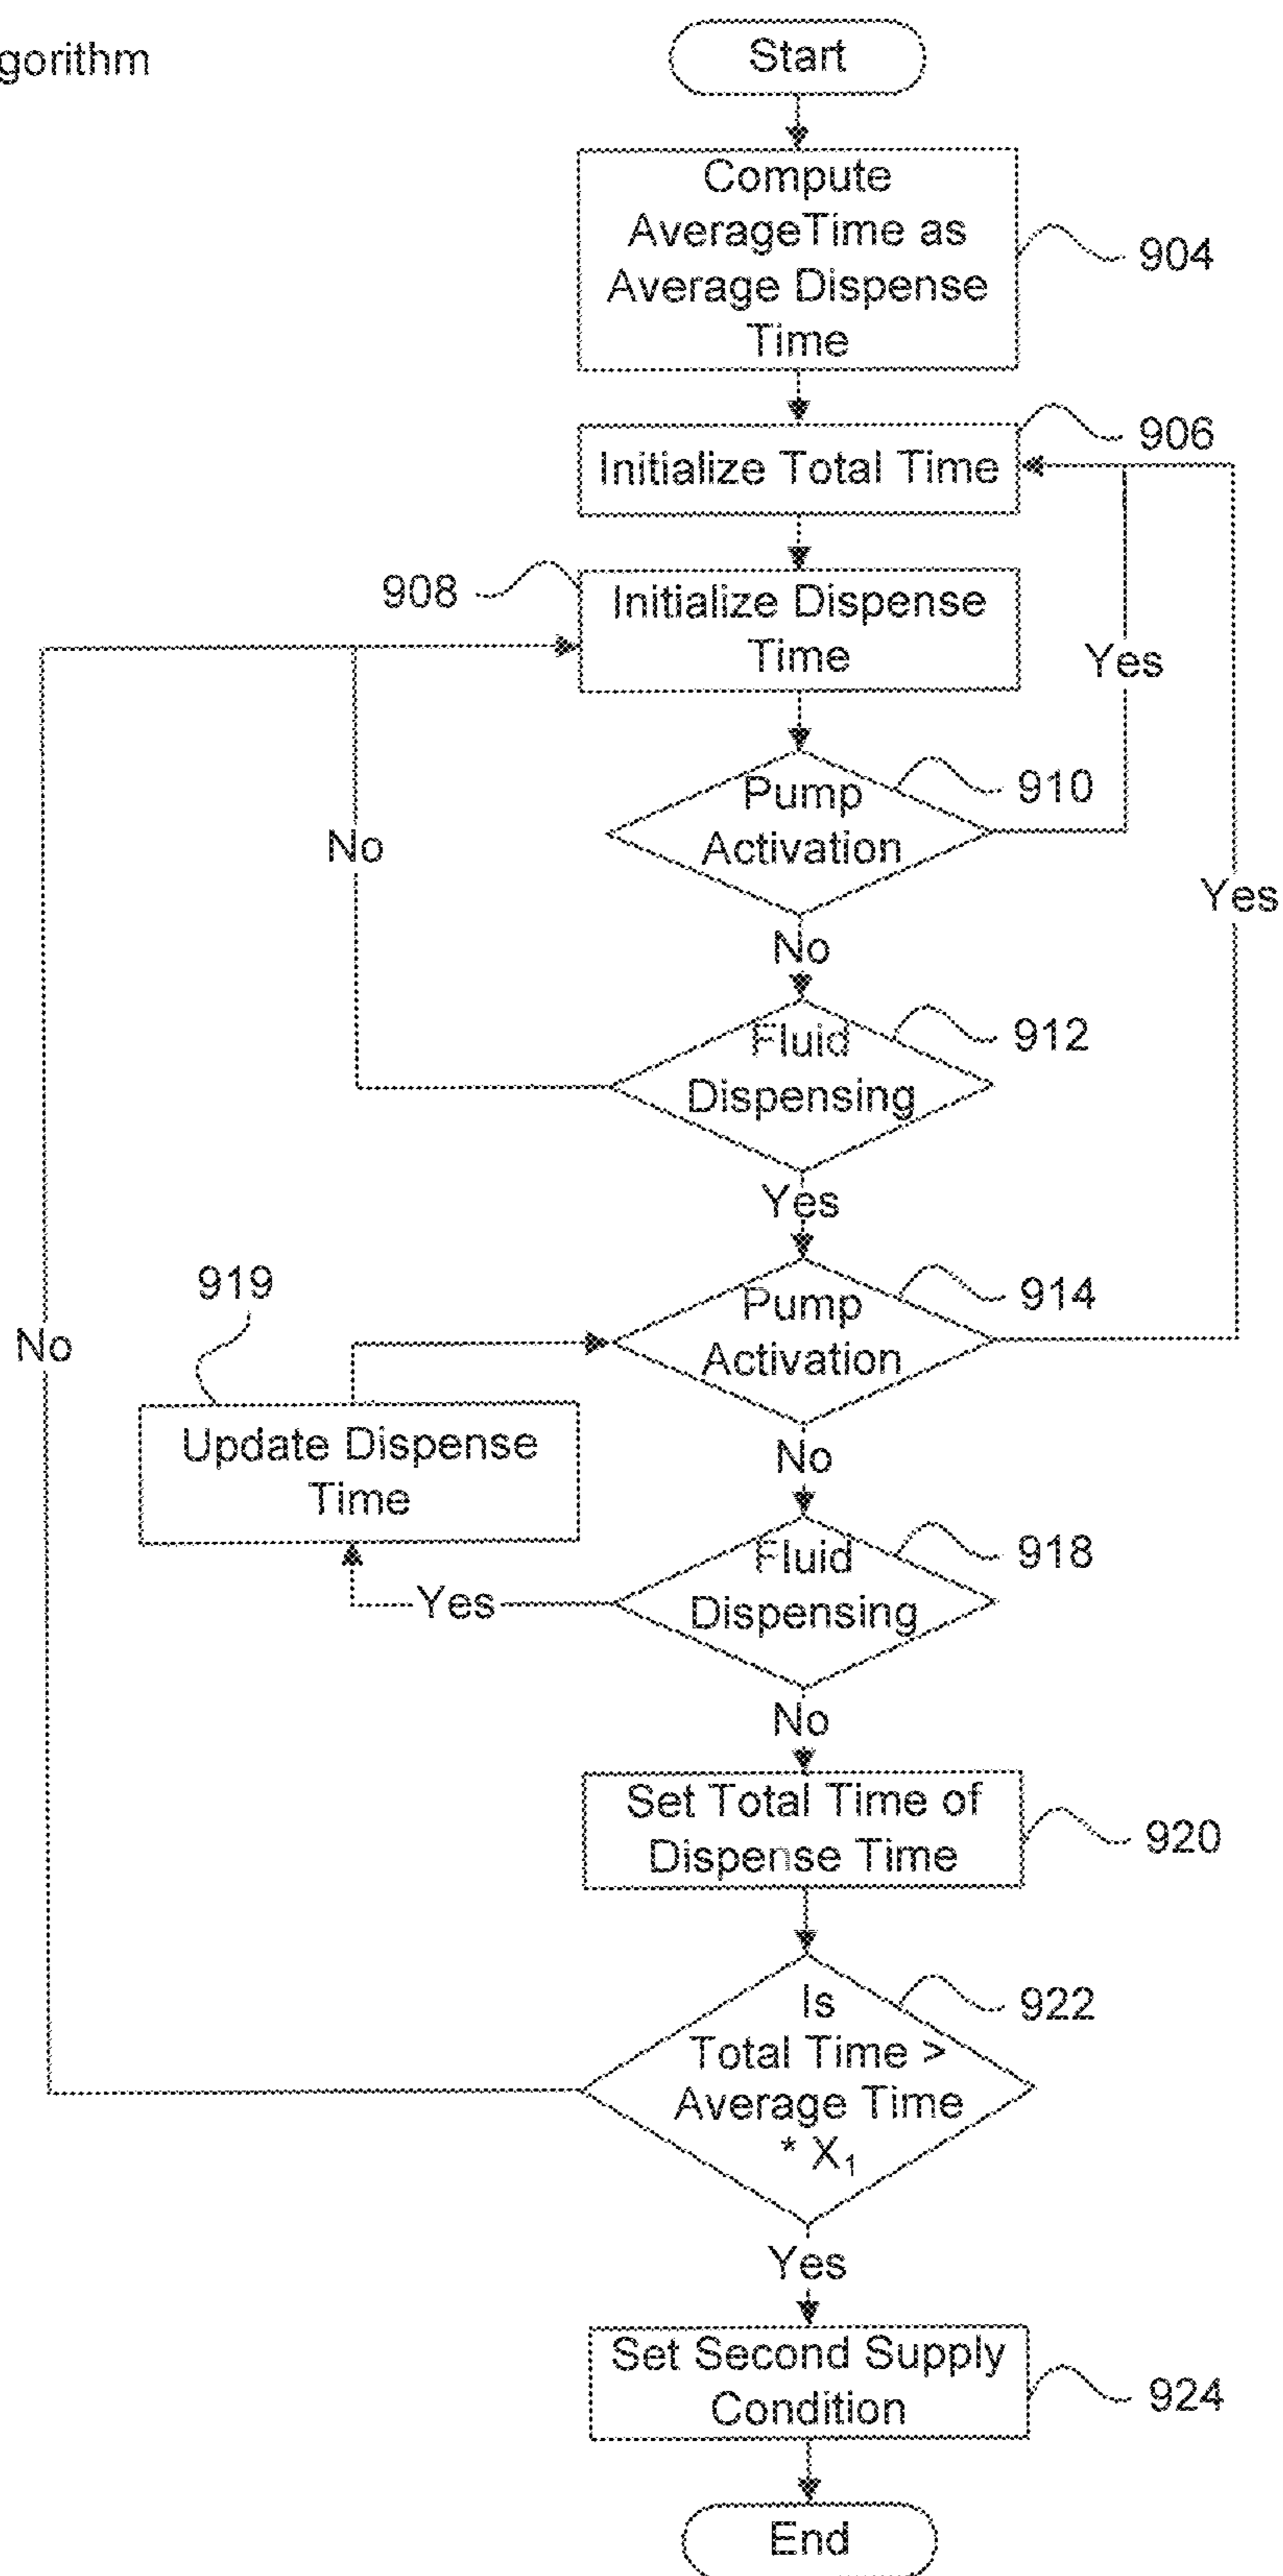 gorithm
Start
Compute
AverageTime as
Average Dispense
Time
904
906
Initialize Total Time
908
Initialize Dispense
Time
Yes
Pump
Activation
910
No
Yes
No
Fluid
Dispensing
912
Yes
919
Pump
Activation
914
No
Update Dispense
Time
No
Fluid
Dispensing
918
Yes
No
Set Total Time of
Dispense Time
920
Is
Total Time >
Average Time
* X₁
922
Yes
Set Second Supply
Condition
924
End